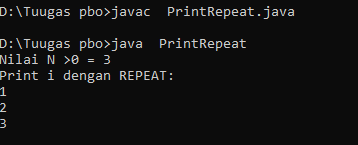 D:\Tuugas pbo>javac  PrintRepeat.java
D:\Tuugas pbo>java  PrintRepeat
Nilai N >0 = 3
Print i dengan REPEAT:
1
2
3